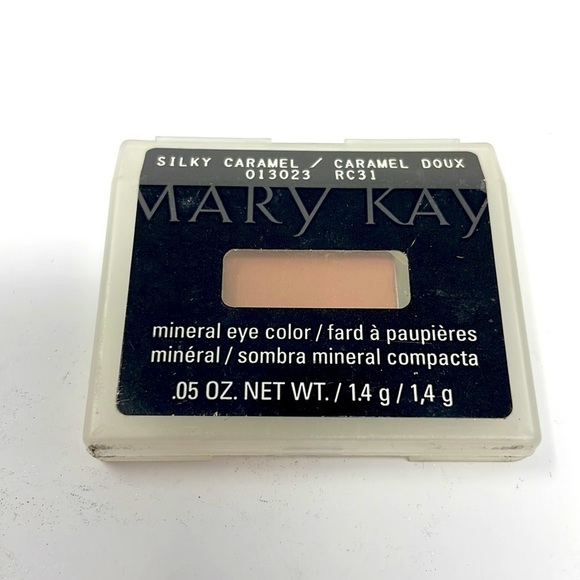 SILKY CARAMEL / CARAMEL DOUX
013023 RC31
MARY KAY
mineral eye color / fard à paupières
minéral / sombra mineral compacta
.05 OZ. NET WT. / 1.4 g / 1,4 g